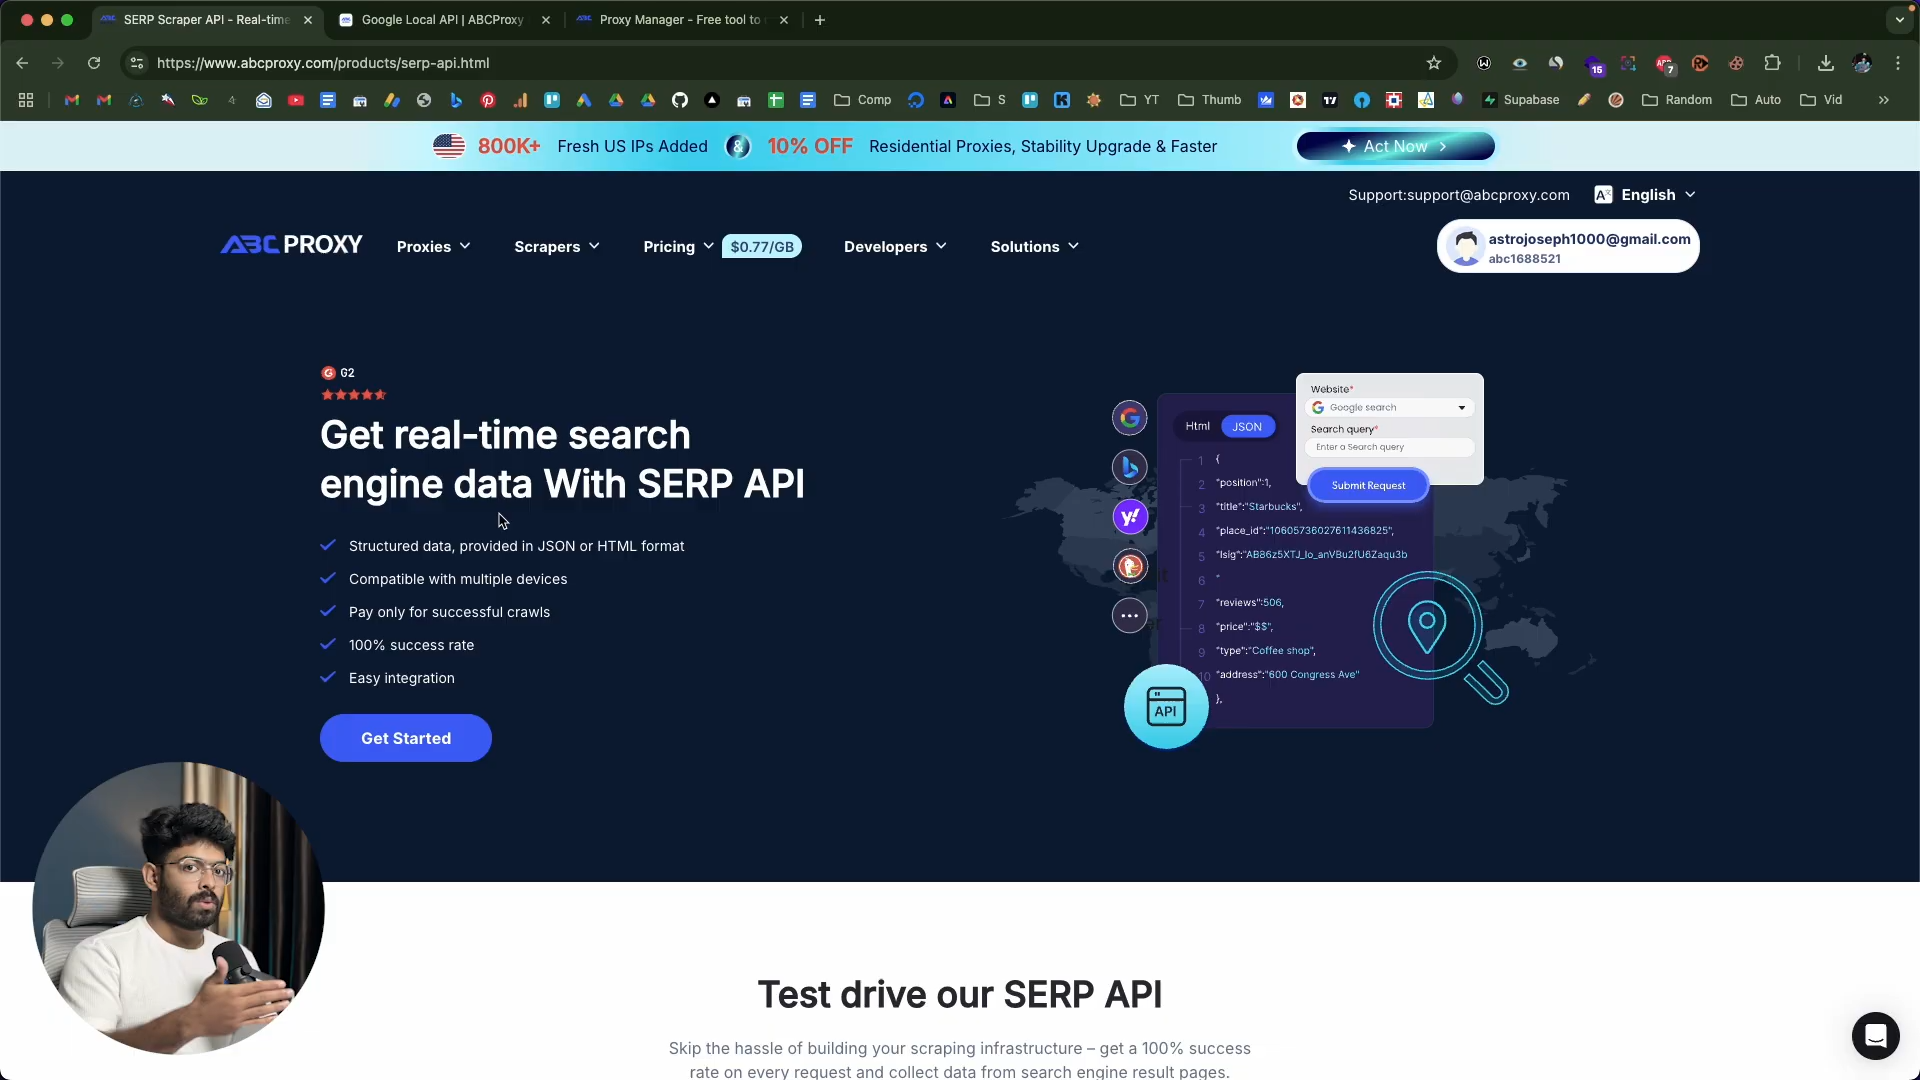 SERP Scraper API - Real-time
Google Local API | ABCProxy
Proxy Manager - Free tool to
https://www.abcproxy.com/products/serp-api.html
15
7
Comp
S
YT
Thumb
Supabase
Random
Auto
Vid
800K+ Fresh US IPs Added & 10% OFF Residential Proxies, Stability Upgrade & Faster
Act Now
Support:support@abcproxy.com
English
ABC PROXY
Proxies
Scrapers
Pricing
$0.77/GB
Developers
Solutions
astrojoseph1000@gmail.com
abc1688521
G2
Get real-time search
engine data With SERP API
Structured data, provided in JSON or HTML format
Compatible with multiple devices
Pay only for successful crawls
100% success rate
Easy integration
Get Started
Website*
Google search
Search query*
Enter a Search query
Submit Request
Html
JSON
1 {
2 "position":1,
3 "title":"Starbucks",
4 "place_id":"10605736027611436825",
5 "lsig":"AB86z5XTJ_lo_anVBu2fU6Zaqu3b
6 "
7 "reviews":506,
8 "price":"$$",
9 "type":"Coffee shop",
10 "address":"600 Congress Ave"
},
API
Test drive our SERP API
Skip the hassle of building your scraping infrastructure – get a 100% success
rate on every request and collect data from search engine result pages.